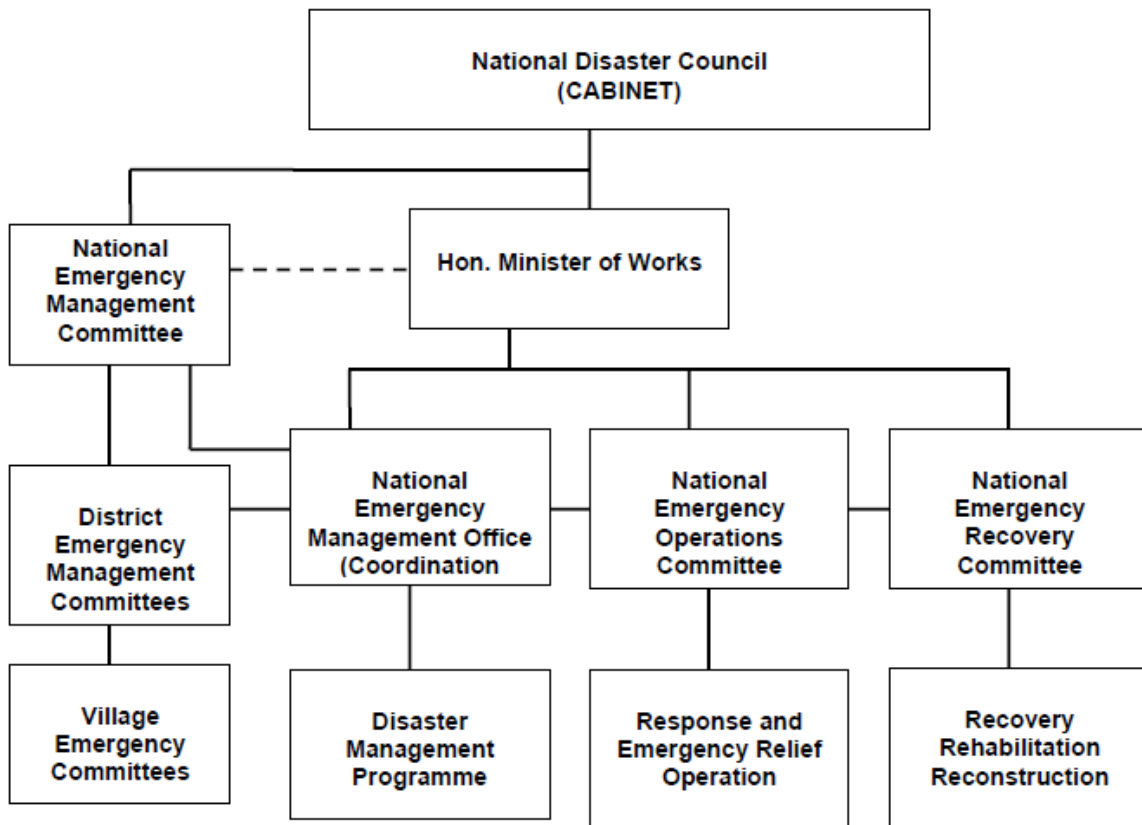 National Disaster Council
(CABINET)
National
Emergency
Management
Committee
Hon. Minister of Works
District
Emergency
Management
Committees
National
Emergency
Management Office
(Coordination
National
Emergency
Operations
Committee
National
Emergency
Recovery
Committee
Village
Emergency
Committees
Disaster
Management
Programme
Response and
Emergency Relief
Operation
Recovery
Rehabilitation
Reconstruction